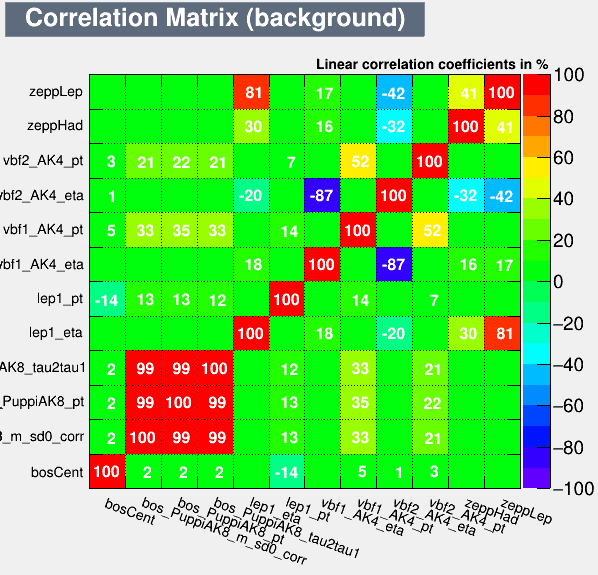 Correlation Matrix (background)
Linear correlation coefficients in %
zeppLep 81 17 -42 41 100
zeppHad 30 16 -32 100 41
vbf2_AK4_pt 3 21 22 21 7 52 100
vbf2_AK4_eta 1 -20 -87 100 -32 -42
vbf1_AK4_pt 5 33 35 33 14 100 52
vbf1_AK4_eta 18 100 -87 16 17
lep1_pt -14 13 13 12 100 14 7
lep1_eta 100 18 -20 30 81
AK8_tau2tau1 2 99 99 100 12 33 21
_PuppiAK8_pt 2 99 100 99 13 35 22
_m_sd0_corr 2 100 99 99 13 33 21
bosCent 100 2 2 2 -14 5 1 3
bosCent
bos_PuppiAK8_m_sd0_corr
bos_PuppiAK8_pt
bos_PuppiAK8_tau2tau1
lep1_eta
lep1_pt
vbf1_AK4_eta
vbf1_AK4_pt
vbf2_AK4_eta
vbf2_AK4_pt
zeppHad
zeppLep
100
80
60
40
20
0
−20
−40
−60
−80
−100